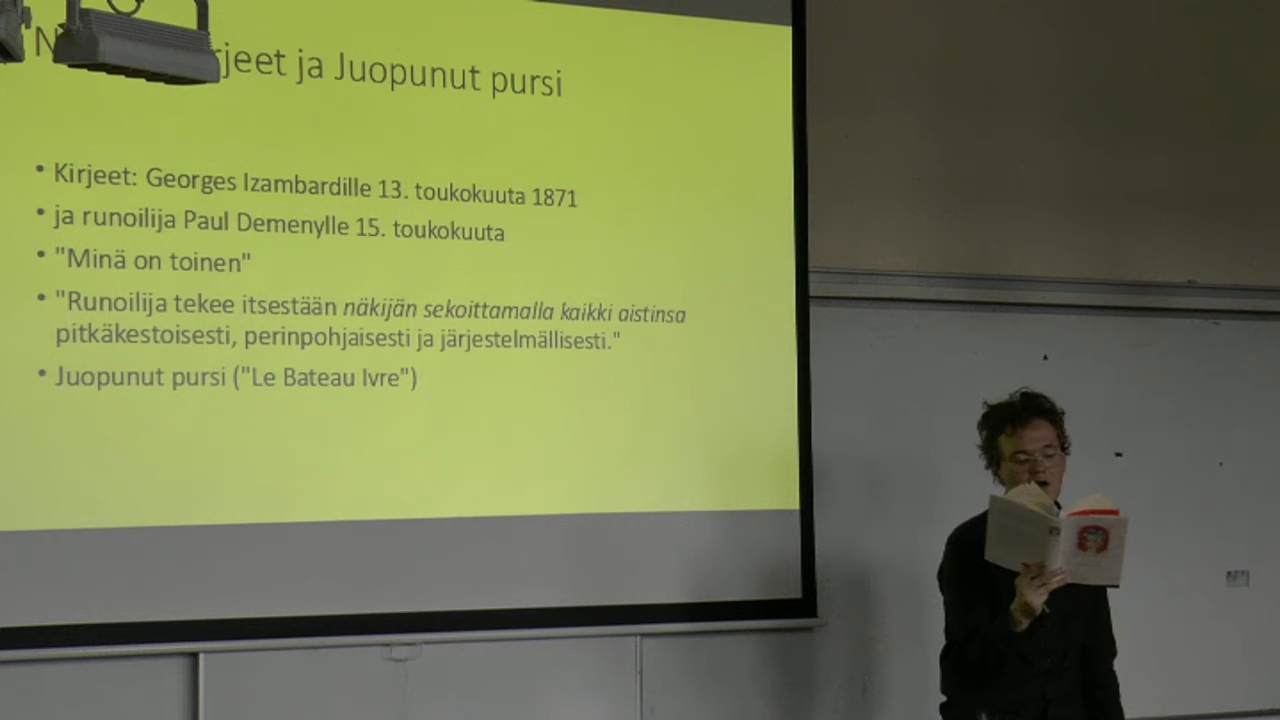 rjeet ja Juopunut pursi
• Kirjeet: Georges Izambardille 13. toukokuuta 1871
• ja runoilija Paul Demenylle 15. toukokuuta
• "Minä on toinen"
• "Runoilija tekee itsestään näkijän sekoittamalla kaikki aistinsa
pitkäkestoisesti, perinpohjaisesti ja järjestelmällisesti."
• Juopunut pursi ("Le Bateau Ivre")